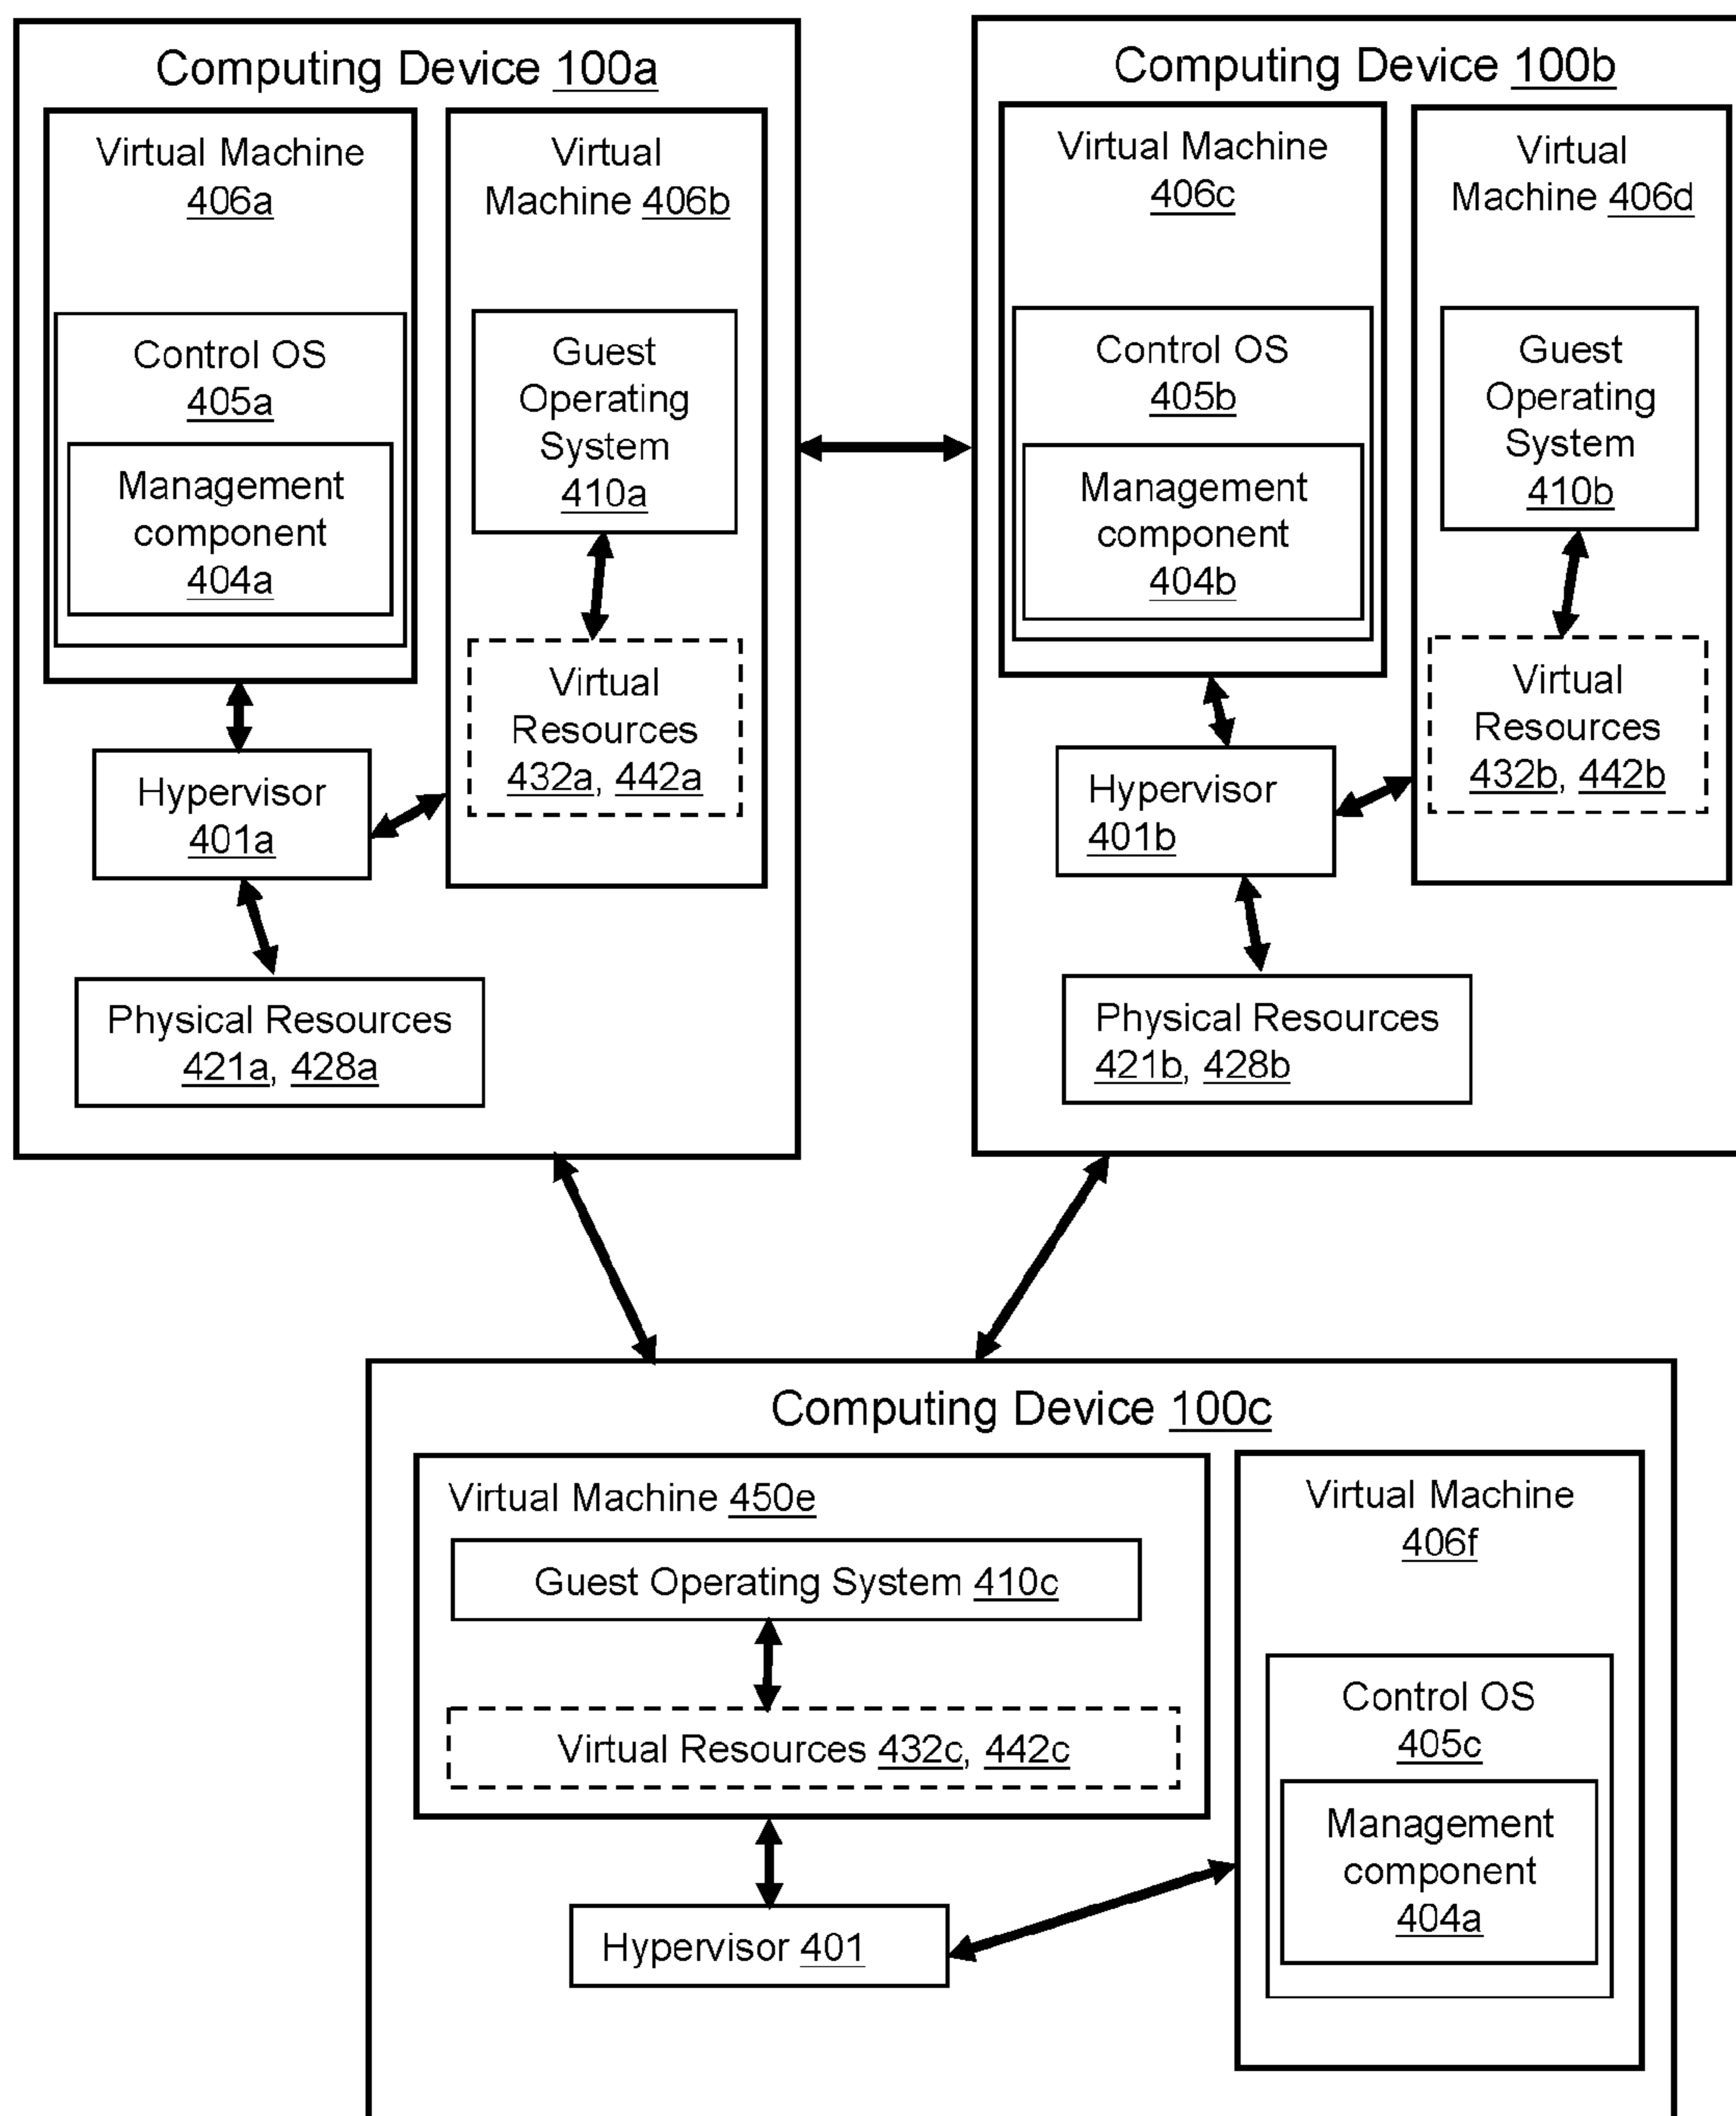 Computing Device 100a
Virtual Machine
406a
Control OS
405a
Management
component
404a
Virtual
Machine 406b
Guest
Operating
System
410a
Virtual
Resources
432a, 442a
Hypervisor
401a
Physical Resources
421a, 428a
Computing Device 100b
Virtual Machine
406c
Control OS
405b
Management
component
404b
Virtual
Machine 406d
Guest
Operating
System
410b
Virtual
Resources
432b, 442b
Hypervisor
401b
Physical Resources
421b, 428b
Computing Device 100c
Virtual Machine 450e
Guest Operating System 410c
Virtual Resources 432c, 442c
Hypervisor 401
Virtual Machine
406f
Control OS
405c
Management
component
404a